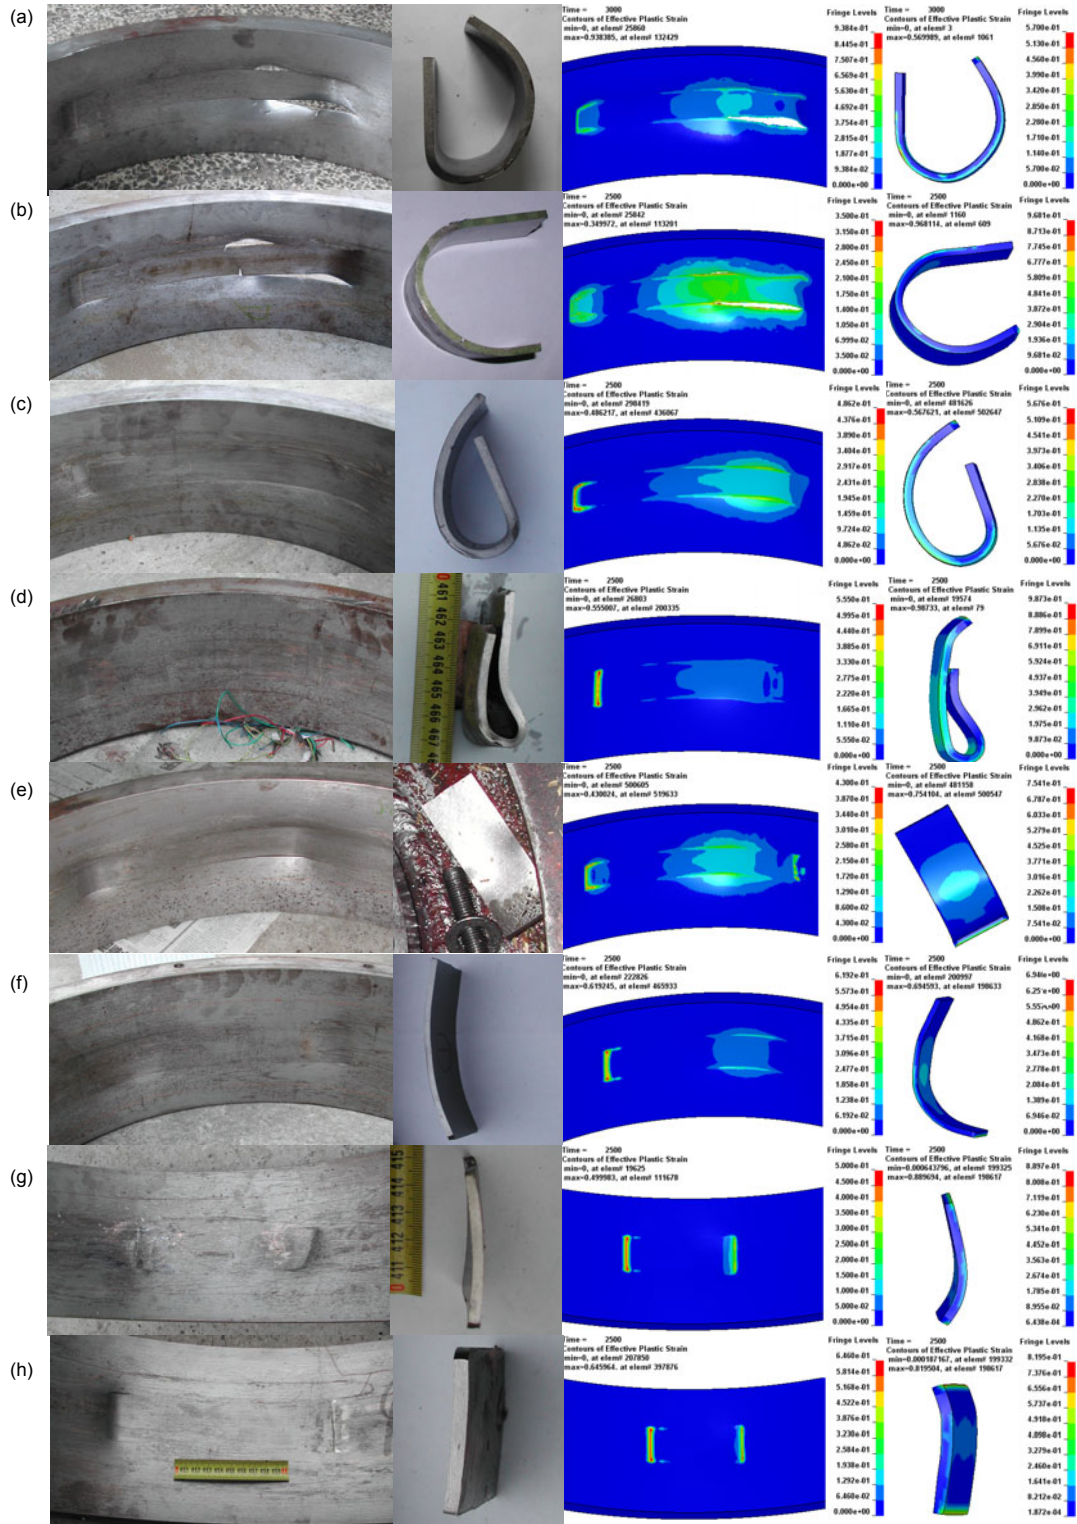 (a)
Time = 3000
Contours of Effective Plastic Strain
min=0, at elem# 25860
max=0.938385, at elem# 132429
Fringe Levels
9.384e-01
8.445e-01
7.507e-01
6.569e-01
5.630e-01
4.692e-01
3.754e-01
2.815e-01
1.877e-01
9.384e-02
0.000e+00
Time = 3000
Contours of Effective Plastic Strain
min=0, at elem# 3
max=0.569989, at elem# 1061
Fringe Levels
5.700e-01
5.130e-01
4.560e-01
3.990e-01
3.420e-01
2.850e-01
2.280e-01
1.710e-01
1.140e-01
5.700e-02
0.000e+00
(b)
Time = 2500
Contours of Effective Plastic Strain
min=0, at elem# 25842
max=0.349972, at elem# 113201
Fringe Levels
3.500e-01
3.150e-01
2.800e-01
2.450e-01
2.100e-01
1.750e-01
1.400e-01
1.050e-01
6.999e-02
3.500e-02
0.000e+00
Time = 2500
Contours of Effective Plastic Strain
min=0, at elem# 1160
max=0.968114, at elem# 609
Fringe Levels
9.681e-01
8.713e-01
7.745e-01
6.777e-01
5.809e-01
4.841e-01
3.872e-01
2.904e-01
1.936e-01
9.681e-02
0.000e+00
(c)
Time = 2500
Contours of Effective Plastic Strain
min=0, at elem# 298419
max=0.486217, at elem# 436067
Fringe Levels
4.862e-01
4.376e-01
3.890e-01
3.404e-01
2.917e-01
2.431e-01
1.945e-01
1.459e-01
9.724e-02
4.862e-02
0.000e+00
Time = 2500
Contours of Effective Plastic Strain
min=0, at elem# 481626
max=0.567621, at elem# 502647
Fringe Levels
5.676e-01
5.109e-01
4.541e-01
3.973e-01
3.406e-01
2.838e-01
2.270e-01
1.703e-01
1.135e-01
5.676e-02
0.000e+00
(d)
461
462
463
464
465
466
467
Time = 2500
Contours of Effective Plastic Strain
min=0, at elem# 26803
max=0.555007, at elem# 200335
Fringe Levels
5.550e-01
4.995e-01
4.440e-01
3.885e-01
3.330e-01
2.775e-01
2.220e-01
1.665e-01
1.110e-01
5.550e-02
0.000e+00
Time = 2500
Contours of Effective Plastic Strain
min=0, at elem# 19574
max=0.98733, at elem# 79
Fringe Levels
9.873e-01
8.886e-01
7.899e-01
6.911e-01
5.924e-01
4.937e-01
3.949e-01
2.962e-01
1.975e-01
9.873e-02
0.000e+00
(e)
Time = 2500
Contours of Effective Plastic Strain
min=0, at elem# 500605
max=0.430024, at elem# 519633
Fringe Levels
4.300e-01
3.870e-01
3.440e-01
3.010e-01
2.580e-01
2.150e-01
1.720e-01
1.290e-01
8.600e-02
4.300e-02
0.000e+00
Time = 2500
Contours of Effective Plastic Strain
min=0, at elem# 481158
max=0.754104, at elem# 500547
Fringe Levels
7.541e-01
6.787e-01
6.033e-01
5.279e-01
4.525e-01
3.771e-01
3.016e-01
2.262e-01
1.508e-01
7.541e-02
0.000e+00
(f)
Time = 2500
Contours of Effective Plastic Strain
min=0, at elem# 222826
max=0.619245, at elem# 465933
Fringe Levels
6.192e-01
5.573e-01
4.954e-01
4.335e-01
3.715e-01
3.096e-01
2.477e-01
1.858e-01
1.238e-01
6.192e-02
0.000e+00
Time = 2500
Contours of Effective Plastic Strain
min=0, at elem# 200997
max=0.694593, at elem# 198633
Fringe Levels
4.862e-01
4.168e-01
3.473e-01
2.778e-01
2.084e-01
1.389e-01
6.946e-02
0.000e+00
(g)
411 412 413 414 415
Time = 2500
Contours of Effective Plastic Strain
min=0, at elem# 19625
max=0.499983, at elem# 111678
Fringe Levels
5.000e-01
4.500e-01
4.000e-01
3.500e-01
3.000e-01
2.500e-01
2.000e-01
1.500e-01
1.000e-01
5.000e-02
0.000e+00
Time = 2500
Contours of Effective Plastic Strain
min=0.000643796, at elem# 199325
max=0.889694, at elem# 198617
Fringe Levels
8.897e-01
8.008e-01
7.119e-01
6.230e-01
5.341e-01
4.452e-01
3.563e-01
2.674e-01
1.785e-01
8.955e-02
6.438e-04
(h)
Time = 2500
Contours of Effective Plastic Strain
min=0, at elem# 207850
max=0.645964, at elem# 397876
Fringe Levels
6.460e-01
5.814e-01
5.168e-01
4.522e-01
3.876e-01
3.230e-01
2.584e-01
1.938e-01
1.292e-01
6.460e-02
0.000e+00
Time = 2500
Contours of Effective Plastic Strain
min=0.000187167, at elem# 199332
max=0.819504, at elem# 198617
Fringe Levels
8.195e-01
7.376e-01
6.556e-01
5.737e-01
4.918e-01
4.098e-01
3.279e-01
2.460e-01
1.641e-01
8.212e-02
1.872e-04